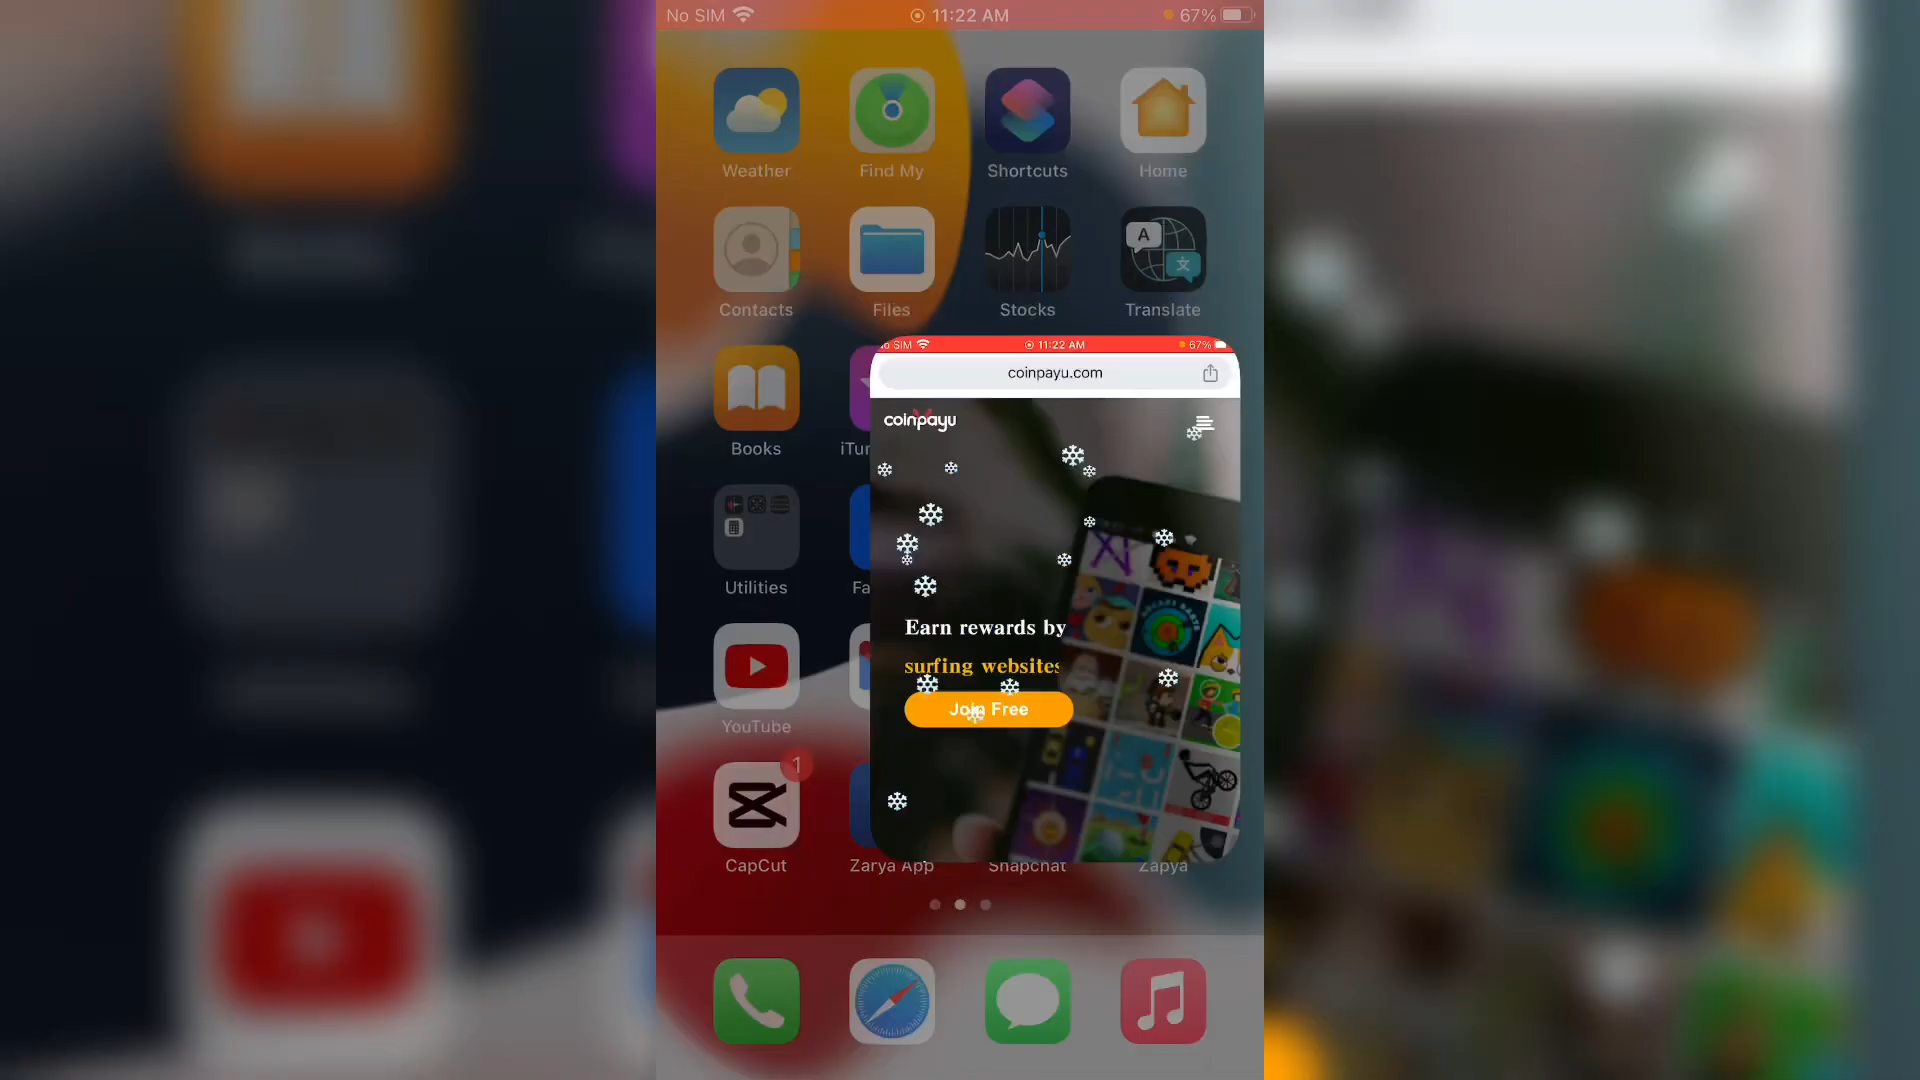 No SIM
11:22 AM
67%
Weather
Find My
Shortcuts
Home
A
文
Contacts
Files
Stocks
Translate
SIM
11:22 AM
67%
coinpayu.com
coinpayu
Books
Utilities
Earn rewards by
surfing websites
Join Free
YouTube
1
CapCut
Zarya App
Snapchat
Zapya